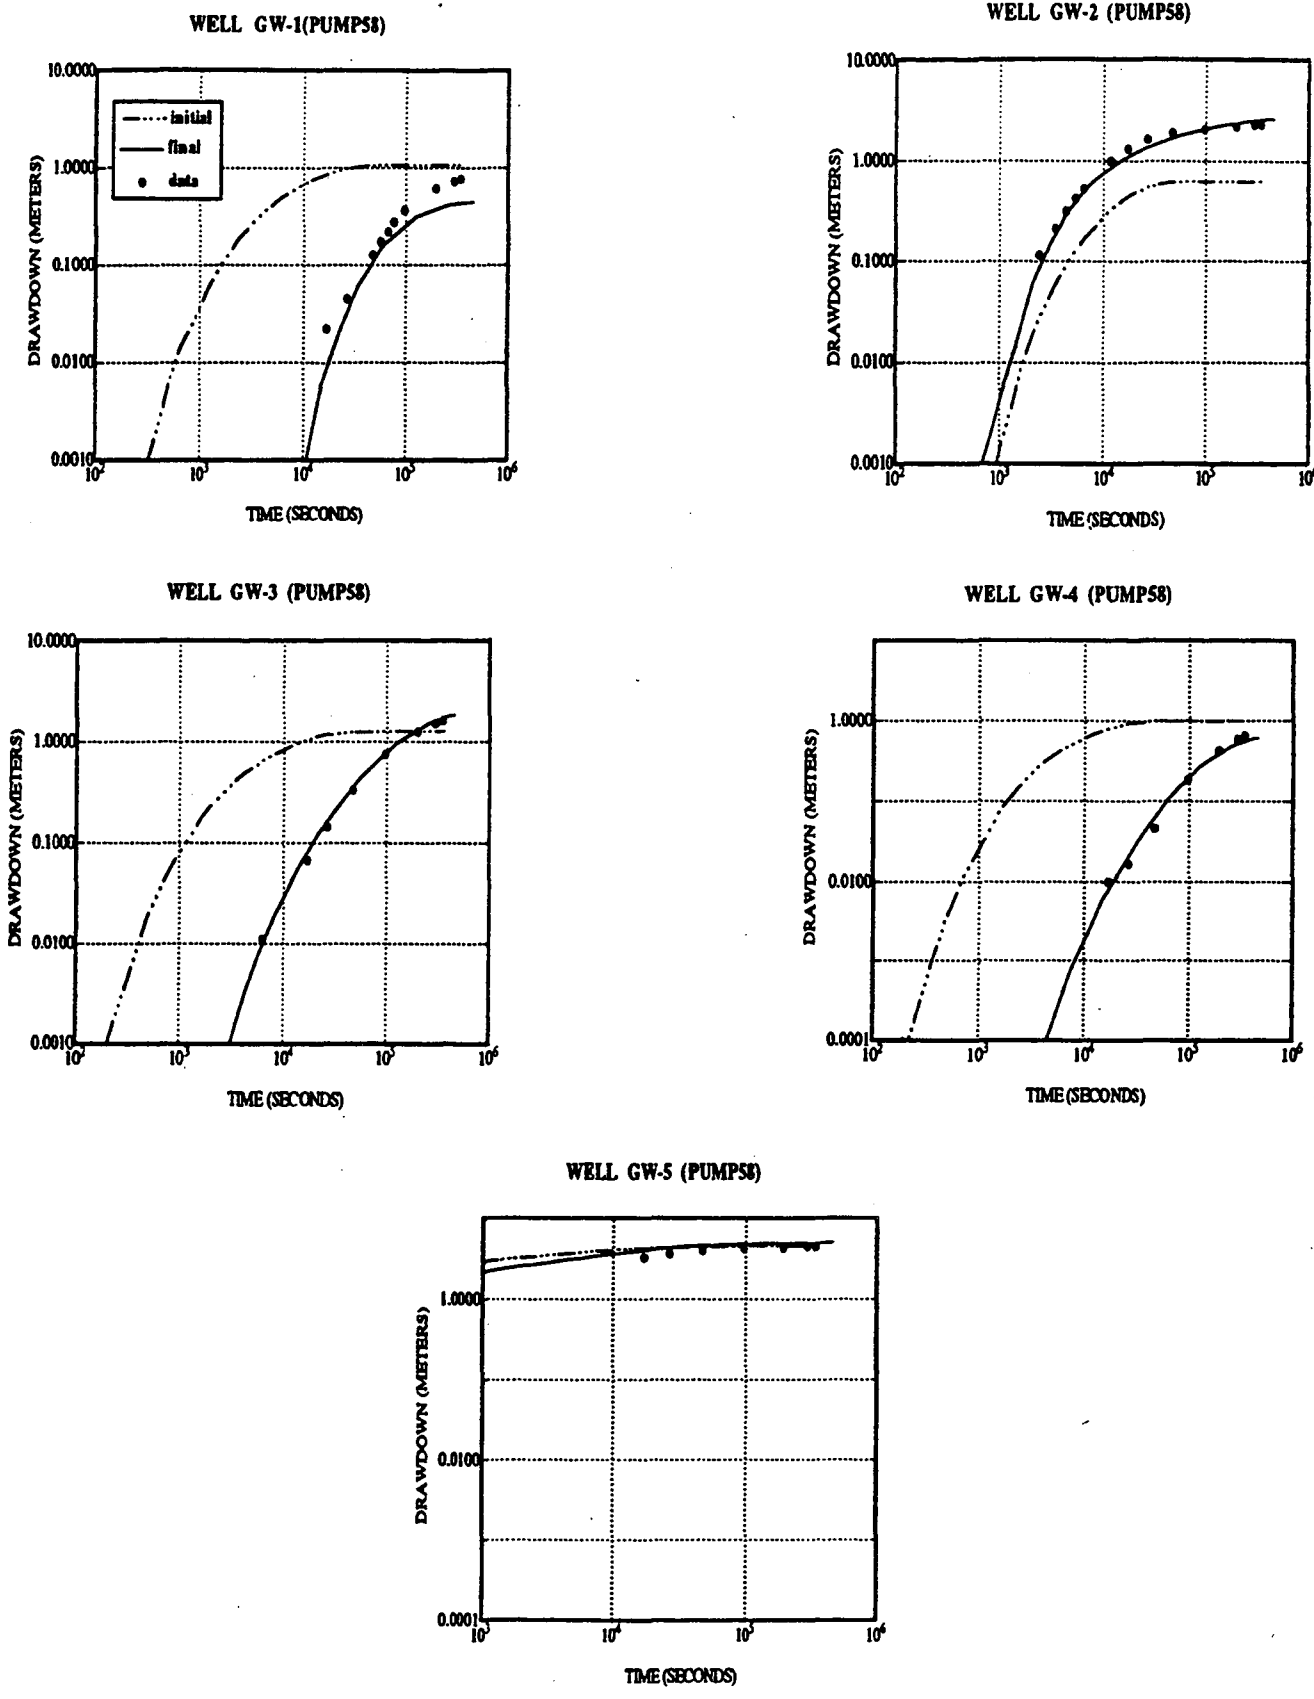 WELL GW-1(PUMP58)
10.0000
initial
final
data
1.0000
0.1000
0.0100
0.0010
DRAWDOWN (METERS)
10² 10³ 10⁴ 10⁵ 10⁶
TIME (SECONDS)
WELL GW-2 (PUMP58)
10.0000
1.0000
0.1000
0.0100
0.0010
DRAWDOWN (METERS)
10² 10³ 10⁴ 10⁵ 10⁶
TIME (SECONDS)
WELL GW-3 (PUMP58)
10.0000
1.0000
0.1000
0.0100
0.0010
DRAWDOWN (METERS)
10² 10³ 10⁴ 10⁵ 10⁶
TIME (SECONDS)
WELL GW-4 (PUMP58)
1.0000
0.0100
0.0001
DRAWDOWN (METERS)
10² 10³ 10⁴ 10⁵ 10⁶
TIME (SECONDS)
WELL GW-5 (PUMP58)
1.0000
0.0100
0.0001
DRAWDOWN (METERS)
10³ 10⁴ 10⁵ 10⁶
TIME (SECONDS)